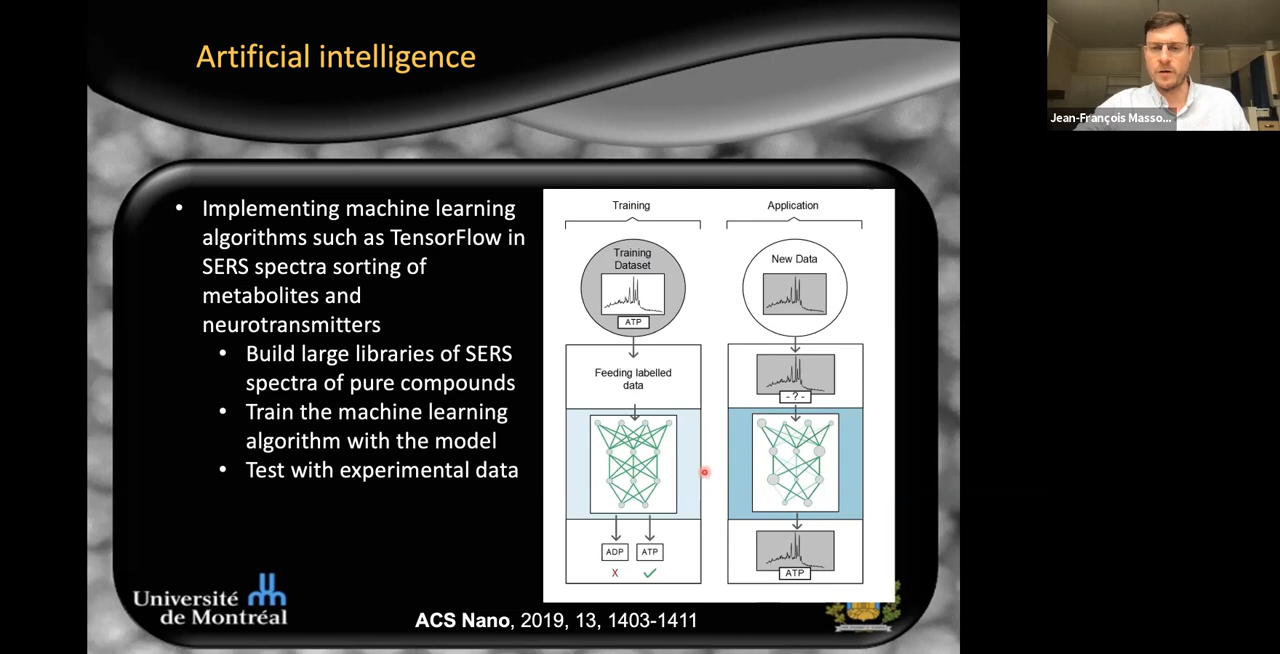 Artificial intelligence
Jean-François Masso...
• Implementing machine learning
algorithms such as TensorFlow in
SERS spectra sorting of
metabolites and
neurotransmitters
• Build large libraries of SERS
spectra of pure compounds
• Train the machine learning
algorithm with the model
• Test with experimental data
Training
Training
Dataset
ATP
Feeding labelled
data
ADP
ATP
X
✓
Application
New Data
- ? -
ATP
Université
de Montréal
ACS Nano, 2019, 13, 1403-1411